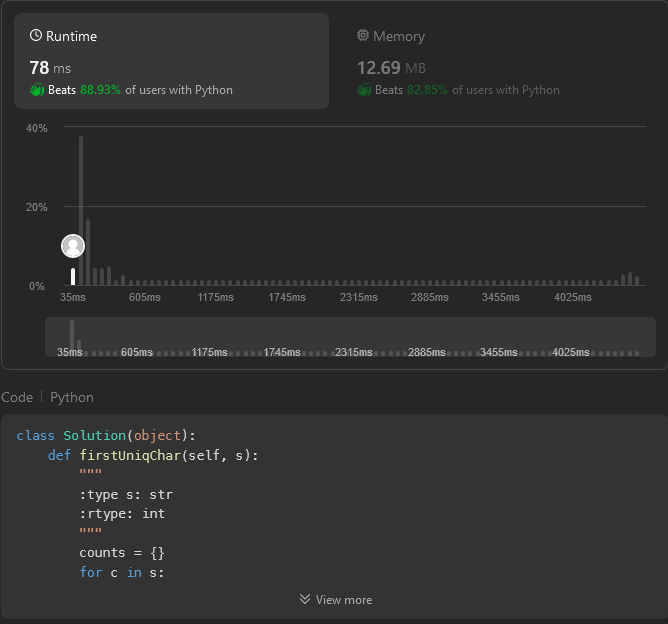 Runtime
Memory
78 ms
12.69 MB
Beats 88.93% of users with Python
Beats 82.85% of users with Python
40%
20%
0%
35ms 605ms 1175ms 1745ms 2315ms 2885ms 3455ms 4025ms
35ms 605ms 1175ms 1745ms 2315ms 2885ms 3455ms 4025ms
Code | Python
class Solution(object):
    def firstUniqChar(self, s):
        """
        :type s: str
        :rtype: int
        """
        counts = {}
        for c in s:
View more